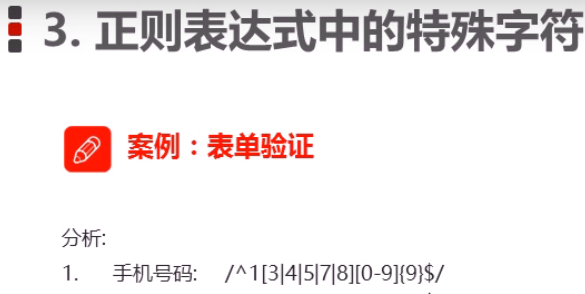 3. 正则表达式中的特殊字符
案例：表单验证
分析:
1. 手机号码: /^1[3|4|5|7|8][0-9]{9}$/